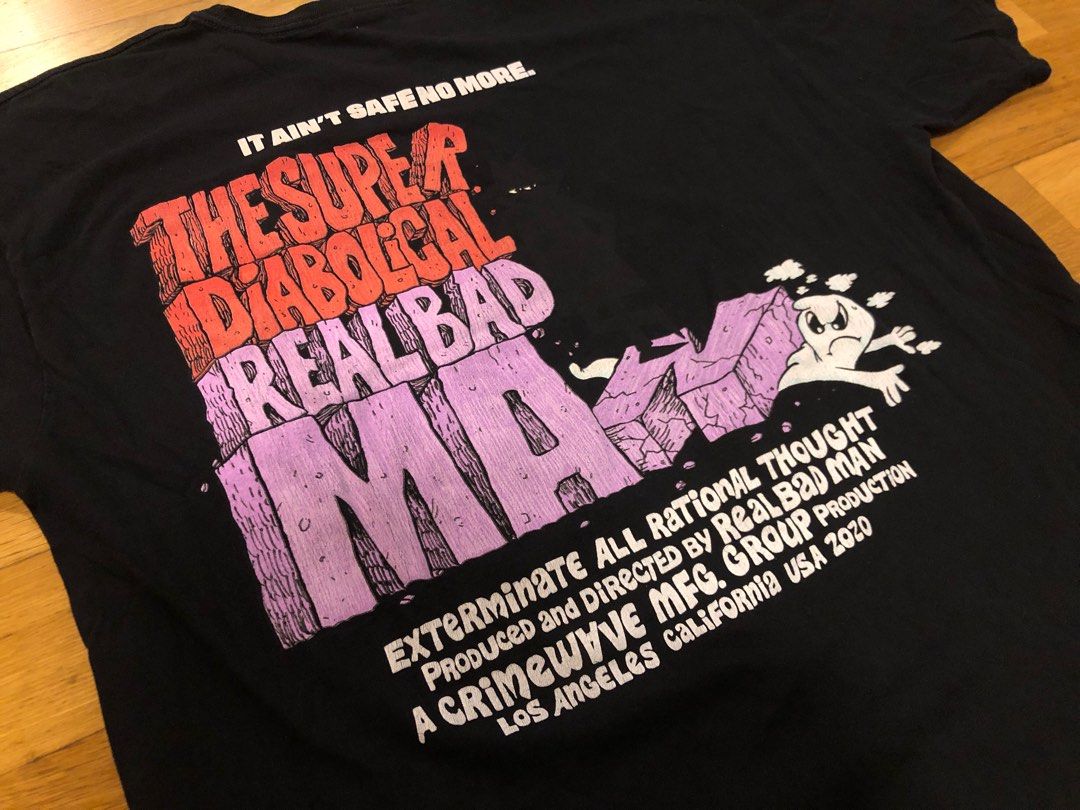 IT AIN'T SAFE NO MORE.
THE SUPER
DIABOLICAL
REAL BAD
MAN
EXTERMINATE ALL RATIONAL THOUGHT
PRODUCED and DIRECTED BY REAL BAD MAN
A CRIMEWAVE MFG. GROUP PRODUCTION
LOS ANGELES CALIFORNIA USA 2020